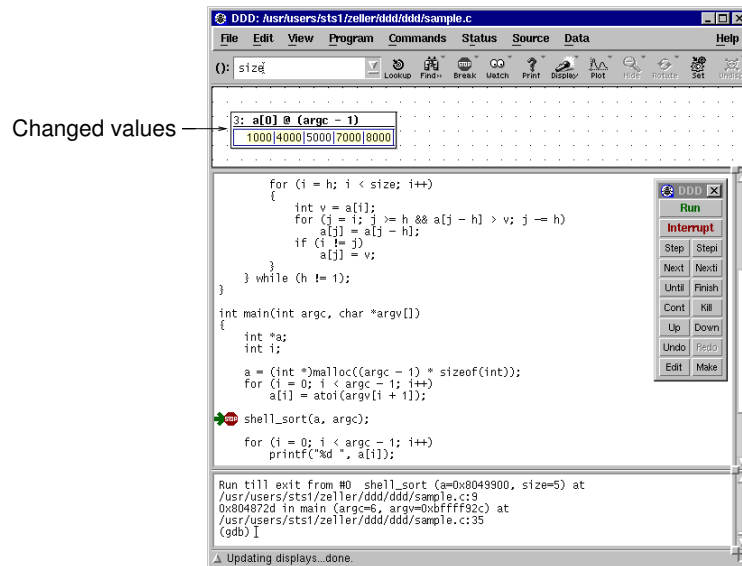 DDD: /usr/users/sts1/zeller/ddd/ddd/sample.c
File Edit View Program Commands Status Source Data Help
(): size
Lookup Find» Break Watch Print Display Plot Hide Rotate Set Undisp
Changed values
3: a[0] @ (argc - 1)
1000 4000 5000 7000 8000
for (i = h; i < size; i++)
{
int v = a[i];
for (j = i; j >= h && a[j - h] > v; j -= h)
a[j] = a[j - h];
if (i != j)
a[j] = v;
}
} while (h != 1);
}
int main(int argc, char *argv[])
{
int *a;
int i;
a = (int *)malloc((argc - 1) * sizeof(int));
for (i = 0; i < argc - 1; i++)
a[i] = atoi(argv[i + 1]);
STOP shell_sort(a, argc);
for (i = 0; i < argc - 1; i++)
printf("%d ", a[i]);
DDD
Run
Interrupt
Step Stepi
Next Nexti
Until Finish
Cont Kill
Up Down
Undo Redo
Edit Make
Run till exit from #0 shell_sort (a=0x8049900, size=5) at
/usr/users/sts1/zeller/ddd/ddd/sample.c:9
0x804872d in main (argc=6, argv=0xbffff92c) at
/usr/users/sts1/zeller/ddd/ddd/sample.c:35
(gdb)
Updating displays...done.